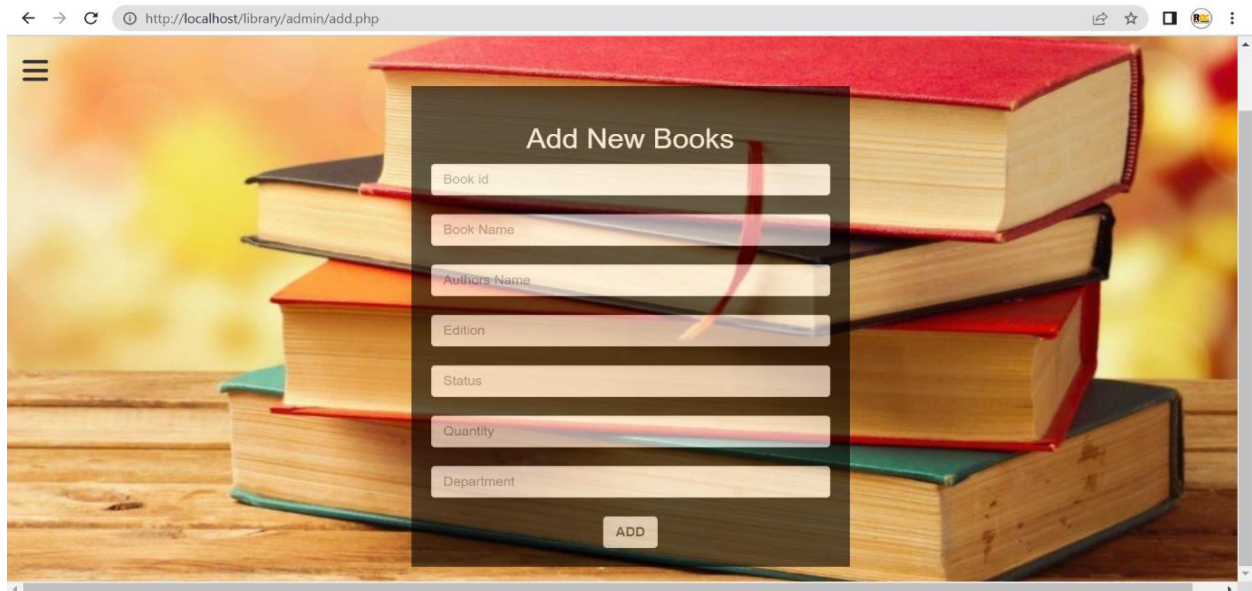 http://localhost/library/admin/add.php
Add New Books
Book id
Book Name
Authors Name
Edition
Status
Quantity
Department
ADD